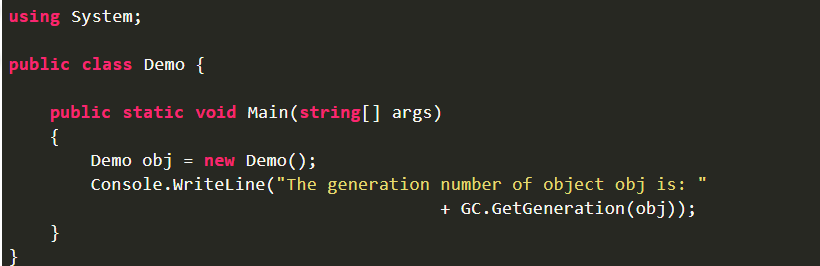 using System;
public class Demo {
public static void Main(string[] args)
{
Demo obj = new Demo();
Console.WriteLine("The generation number of object obj is: "
+ GC.GetGeneration(obj));
}
}